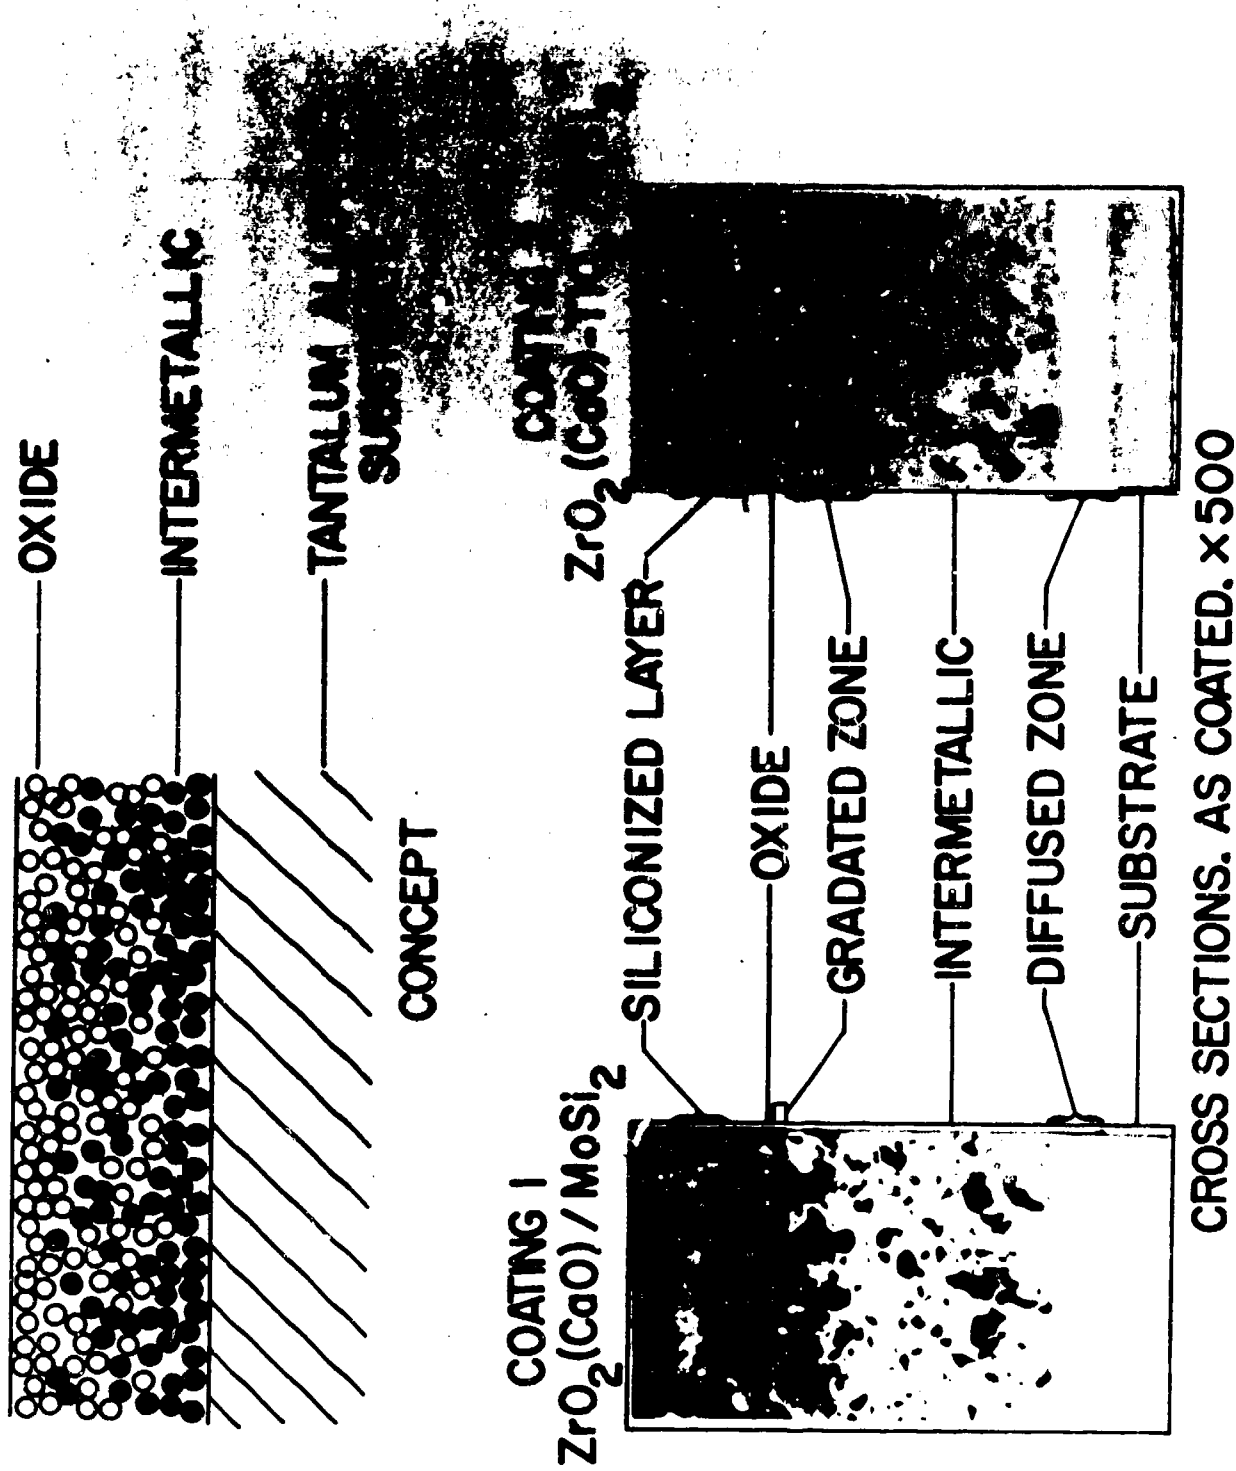 OXIDE
INTERMETALLIC
TANTALUM
CONCEPT
COATING I
ZrO2(CaO)/MoSi2
COATING
ZrO2(CaO)-
SILICONIZED LAYER
OXIDE
GRADATED ZONE
INTERMETALLIC
DIFFUSED ZONE
SUBSTRATE
CROSS SECTIONS. AS COATED. ×500